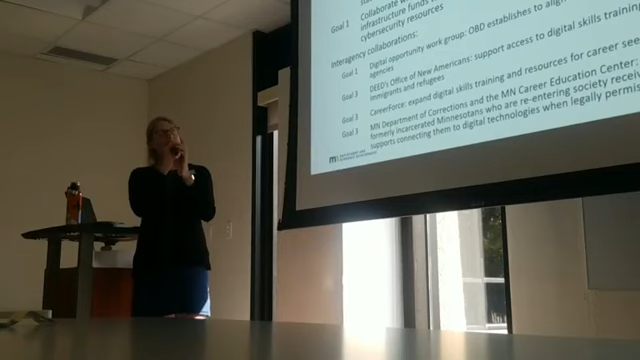 Goal 1
Collaborate w
infrastructure funds
cybersecurity resources
Interagency collaborations:
Goal 1 Digital opportunity work group: OBD establishes to align
agencies
Goal 3 DEED's Office of New Americans: support access to digital skills training
immigrants and refugees
Goal 3 CareerForce: expand digital skills training and resources for career see
Goal 3 MN Department of Corrections and the MN Career Education Center:
formerly incarcerated Minnesotans who are re-entering society receiv
supports connecting them to digital technologies when legally permis